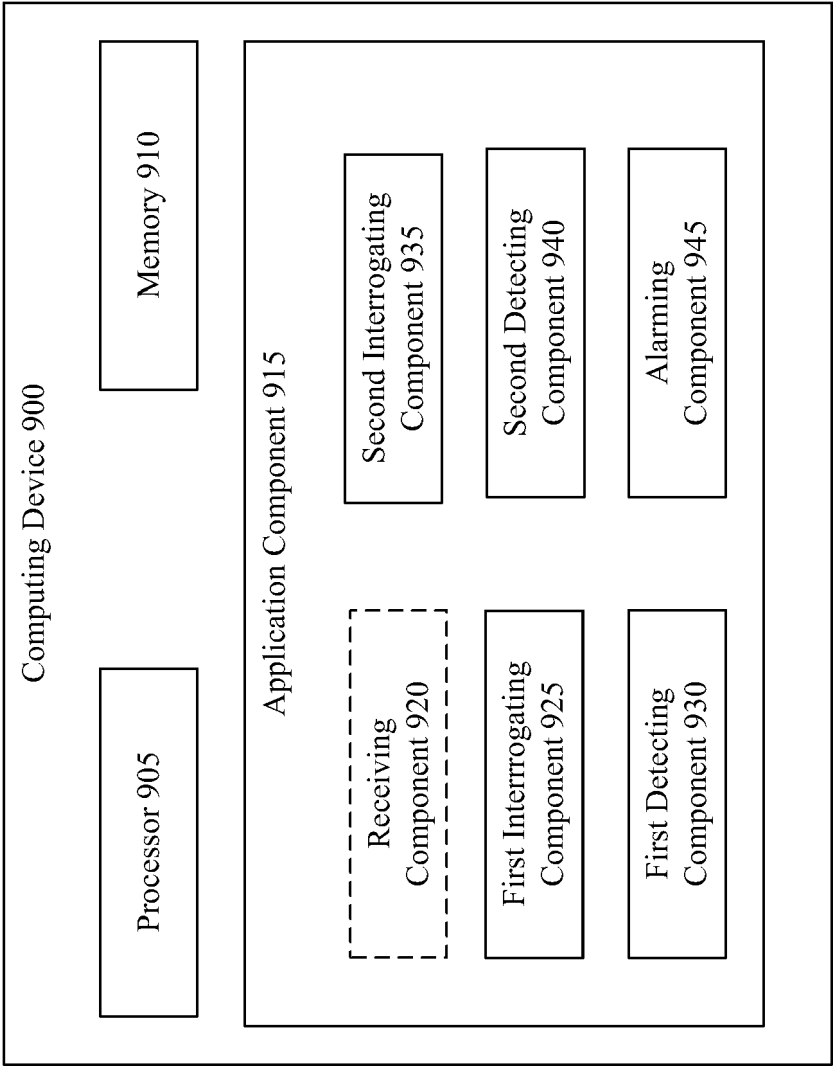 Computing Device 900
Processor 905
Memory 910
Application Component 915
Receiving
Component 920
Second Interrogating
Component 935
First Interrrogating
Component 925
Second Detecting
Component 940
First Detecting
Component 930
Alarming
Component 945